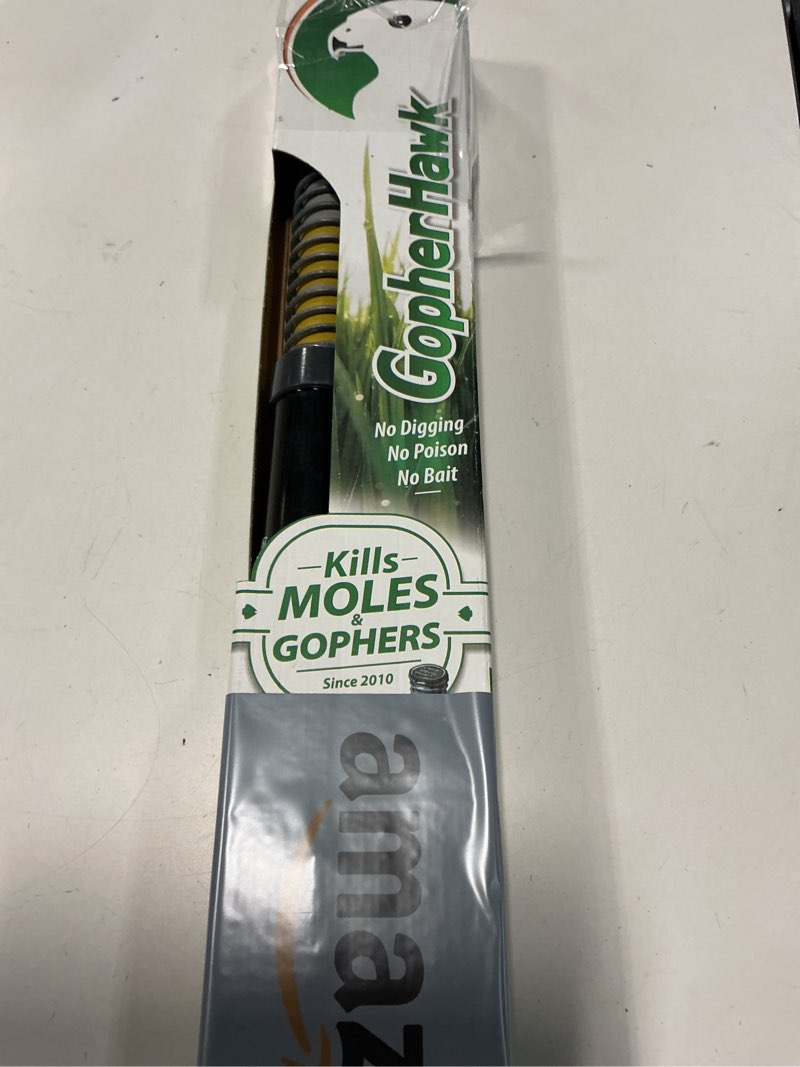 GopherHawk
No Digging
No Poison
No Bait
Kills
MOLES
&
GOPHERS
Since 2010
amaz